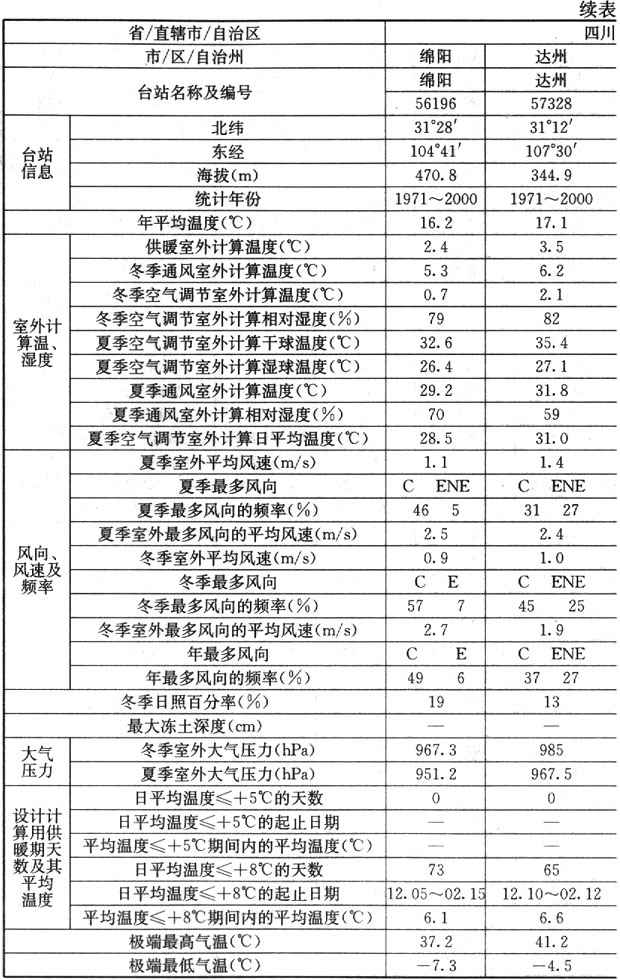 续表
省/直辖市/自治区 四川
市/区/自治州 绵阳 达州
台站名称及编号 绵阳 达州
56196 57328
台站信息 北纬 31°28′ 31°12′
东经 104°41′ 107°30′
海拔(m) 470.8 344.9
统计年份 1971～2000 1971～2000
年平均温度(℃) 16.2 17.1
室外计算温、湿度 供暖室外计算温度(℃) 2.4 3.5
冬季通风室外计算温度(℃) 5.3 6.2
冬季空气调节室外计算温度(℃) 0.7 2.1
冬季空气调节室外计算相对湿度(%) 79 82
夏季空气调节室外计算干球温度(℃) 32.6 35.4
夏季空气调节室外计算湿球温度(℃) 26.4 27.1
夏季通风室外计算温度(℃) 29.2 31.8
夏季通风室外计算相对湿度(%) 70 59
夏季空气调节室外计算日平均温度(℃) 28.5 31.0
风向、风速及频率 夏季室外平均风速(m/s) 1.1 1.4
夏季最多风向 C ENE C ENE
夏季最多风向的频率(%) 46 5 31 27
夏季室外最多风向的平均风速(m/s) 2.5 2.4
冬季室外平均风速(m/s) 0.9 1.0
冬季最多风向 C E C ENE
冬季最多风向的频率(%) 57 7 45 25
冬季室外最多风向的平均风速(m/s) 2.7 1.9
年最多风向 C E C ENE
年最多风向的频率(%) 49 6 37 27
冬季日照百分率(%) 19 13
最大冻土深度(cm) — —
大气压力 冬季室外大气压力(hPa) 967.3 985
夏季室外大气压力(hPa) 951.2 967.5
设计计算用供暖期天数及其平均温度 日平均温度≤+5℃的天数 0 0
日平均温度≤+5℃的起止日期 — —
平均温度≤+5℃期间内的平均温度(℃) — —
日平均温度≤+8℃的天数 73 65
日平均温度≤+8℃的起止日期 12.05～02.15 12.10～02.12
平均温度≤+8℃期间内的平均温度(℃) 6.1 6.6
极端最高气温(℃) 37.2 41.2
极端最低气温(℃) −7.3 −4.5